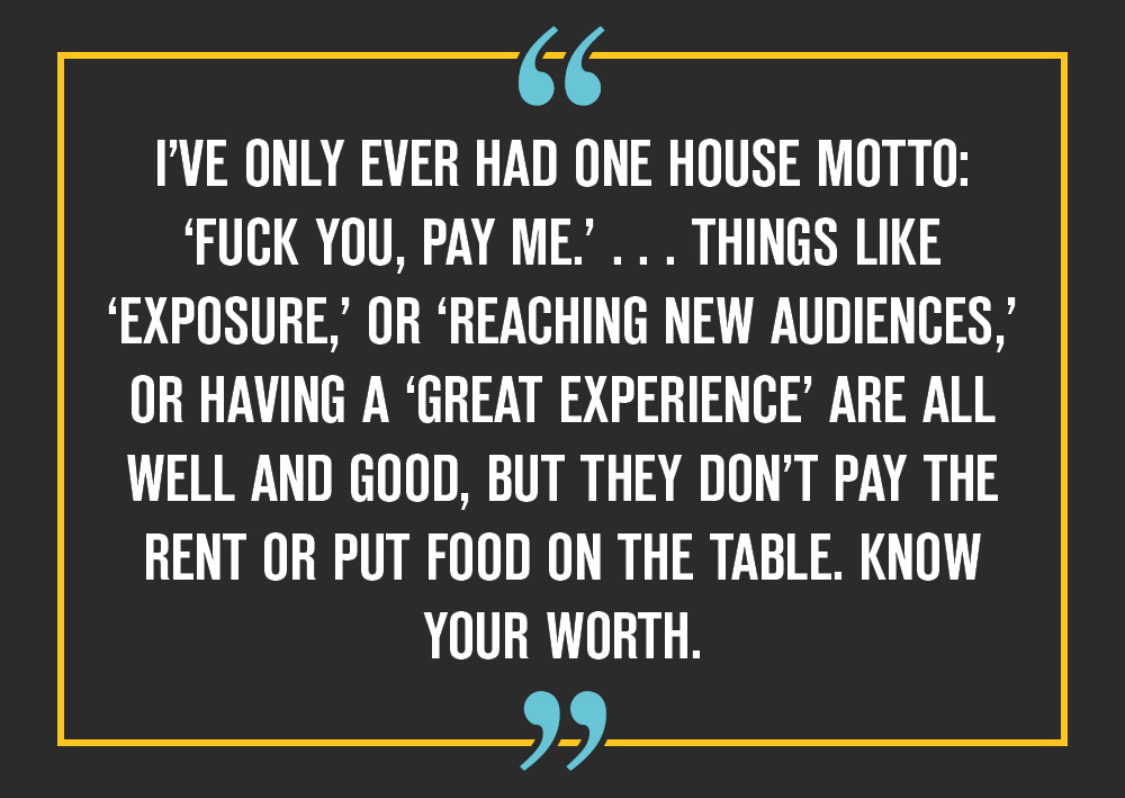 “
I’VE ONLY EVER HAD ONE HOUSE MOTTO:
‘FUCK YOU, PAY ME.’ . . . THINGS LIKE
‘EXPOSURE,’ OR ‘REACHING NEW AUDIENCES,’
OR HAVING A ‘GREAT EXPERIENCE’ ARE ALL
WELL AND GOOD, BUT THEY DON’T PAY THE
RENT OR PUT FOOD ON THE TABLE. KNOW
YOUR WORTH.
”